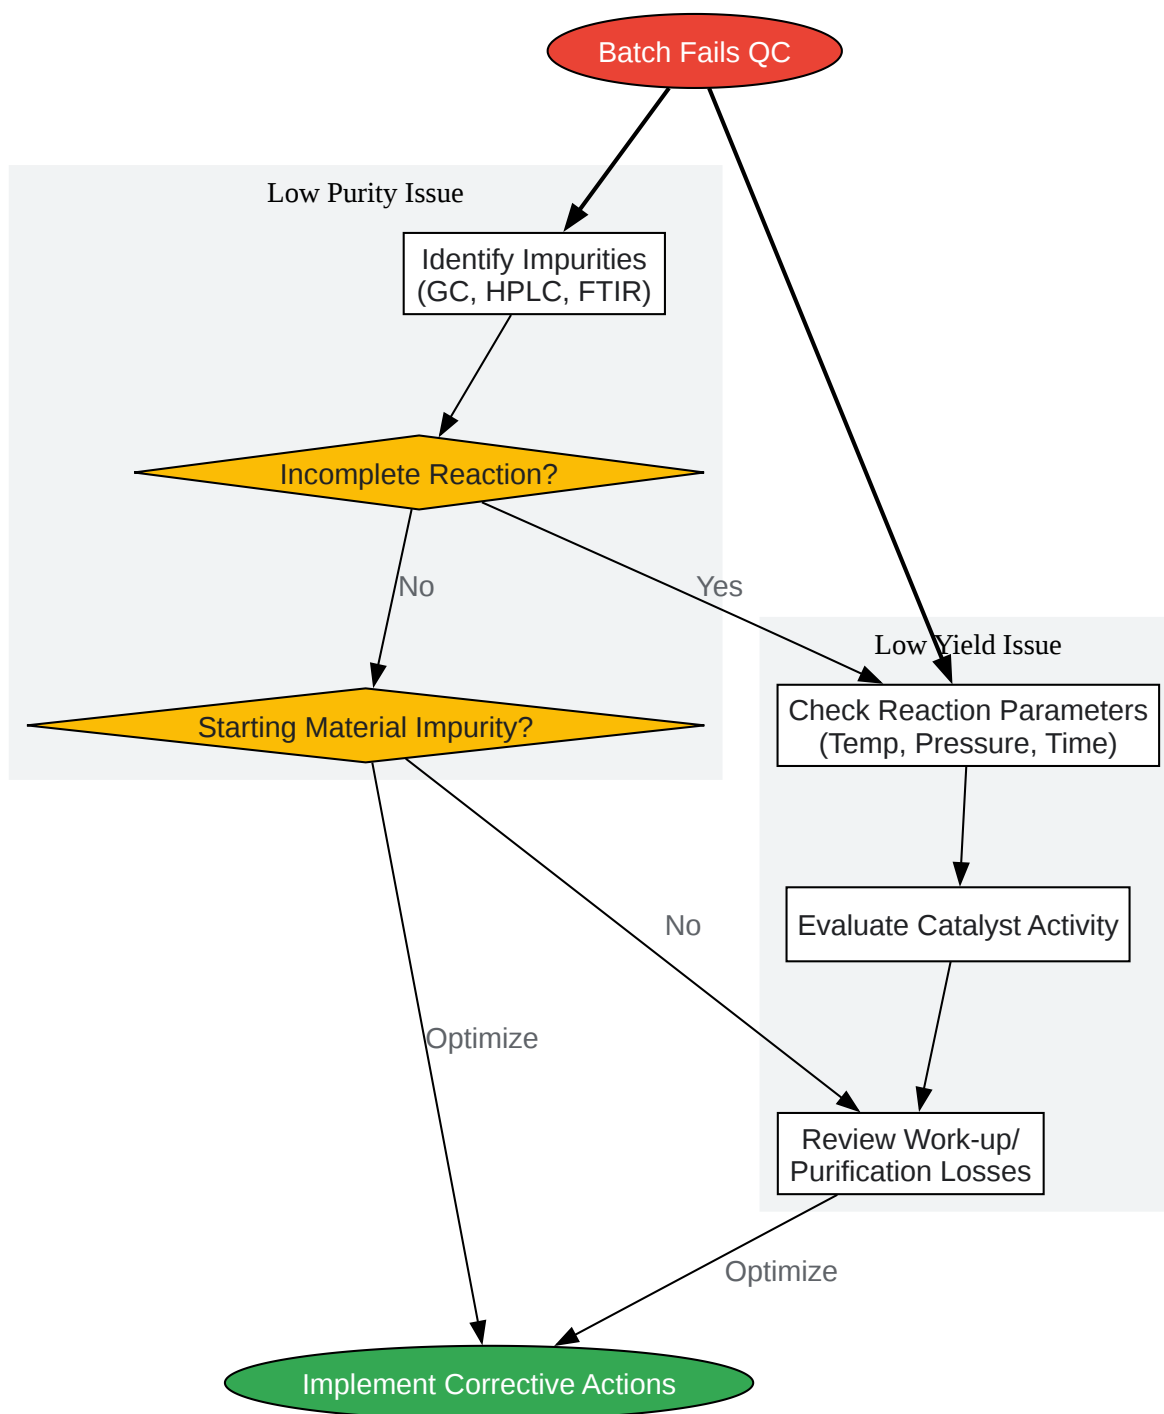 Batch Fails QC
Low Purity Issue
Identify Impurities
(GC, HPLC, FTIR)
Incomplete Reaction?
No
Yes
Low Yield Issue
Starting Material Impurity?
Check Reaction Parameters
(Temp, Pressure, Time)
No
Evaluate Catalyst Activity
Optimize
Review Work-up/
Purification Losses
Optimize
Implement Corrective Actions